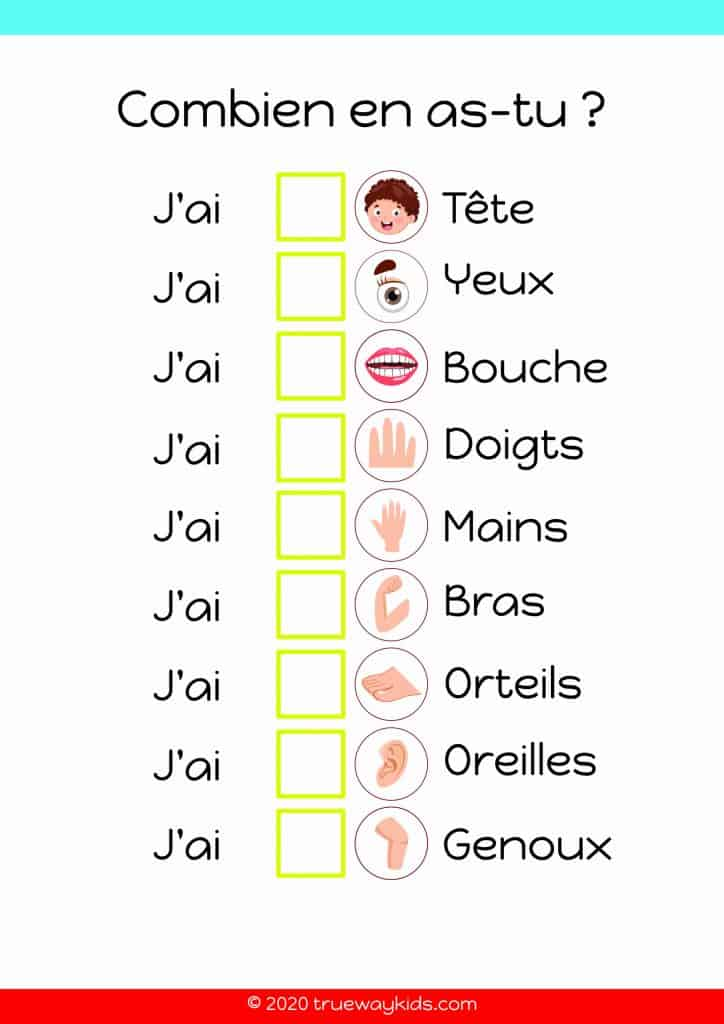 Combien en as-tu ?
J'ai Tête
J'ai Yeux
J'ai Bouche
J'ai Doigts
J'ai Mains
J'ai Bras
J'ai Orteils
J'ai Oreilles
J'ai Genoux
© 2020 truewaykids.com